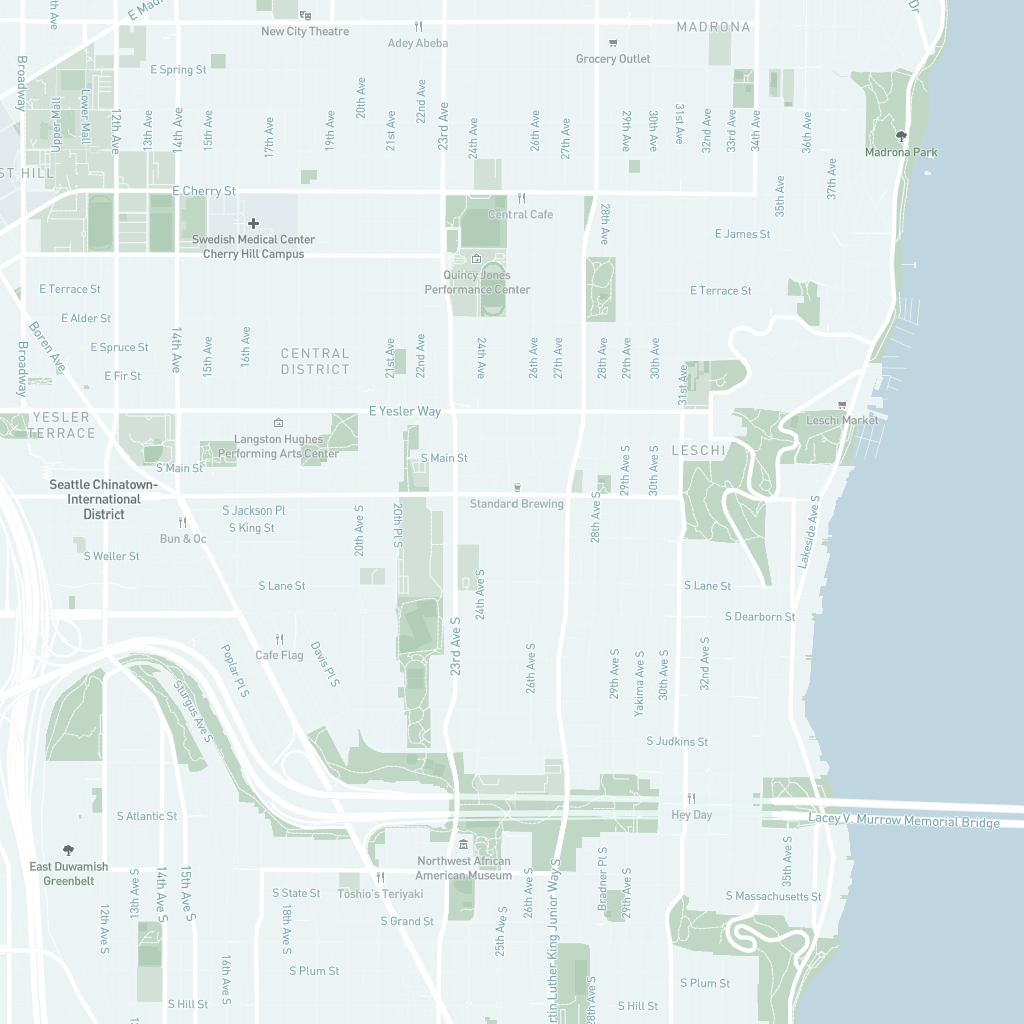 E Madi
Dr
New City Theatre
Adey Abeba
MADRONA
Grocery Outlet
Broadway
E Spring St
Upper Mall
Lower Mall
12th Ave
13th Ave
14th Ave
15th Ave
17th Ave
19th Ave
20th Ave
21st Ave
22nd Ave
23rd Ave
24th Ave
26th Ave
27th Ave
29th Ave
30th Ave
31st Ave
32nd Ave
33rd Ave
34th Ave
36th Ave
Madrona Park
ST HILL
E Cherry St
35th Ave
37th Ave
Central Cafe
28th Ave
E James St
Swedish Medical Center
Cherry Hill Campus
Quincy Jones
Performance Center
E Terrace St
E Terrace St
E Alder St
Boren Ave
E Spruce St
14th Ave
15th Ave
16th Ave
CENTRAL
DISTRICT
21st Ave
22nd Ave
24th Ave
26th Ave
27th Ave
28th Ave
29th Ave
30th Ave
31st Ave
Broadway
E Fir St
YESLER
TERRACE
E Yesler Way
Leschi Market
Langston Hughes
Performing Arts Center
S Main St
S Main St
LESCHI
29th Ave S
30th Ave S
Seattle Chinatown-
International
District
Standard Brewing
S Jackson Pl
S King St
Bun & Oc
20th Ave S
20th Pl S
28th Ave S
Lakeside Ave S
S Weller St
S Lane St
24th Ave S
S Lane St
S Dearborn St
Cafe Flag
Poplar Pl S
Davis Pl S
23rd Ave S
26th Ave S
29th Ave S
Yakima Ave S
30th Ave S
32nd Ave S
Sturgus Ave S
S Judkins St
S Atlantic St
Hey Day
Lacey V. Murrow Memorial Bridge
East Duwamish
Greenbelt
Northwest African
American Museum
Toshio's Teriyaki
S State St
S Grand St
12th Ave S
13th Ave S
14th Ave S
15th Ave S
16th Ave S
18th Ave S
25th Ave S
26th Ave S
rtin Luther King Junior Way S
Bradner Pl S
29th Ave S
35th Ave S
S Massachusetts St
S Plum St
S Plum St
S Hill St
S Hill St
28th Ave S